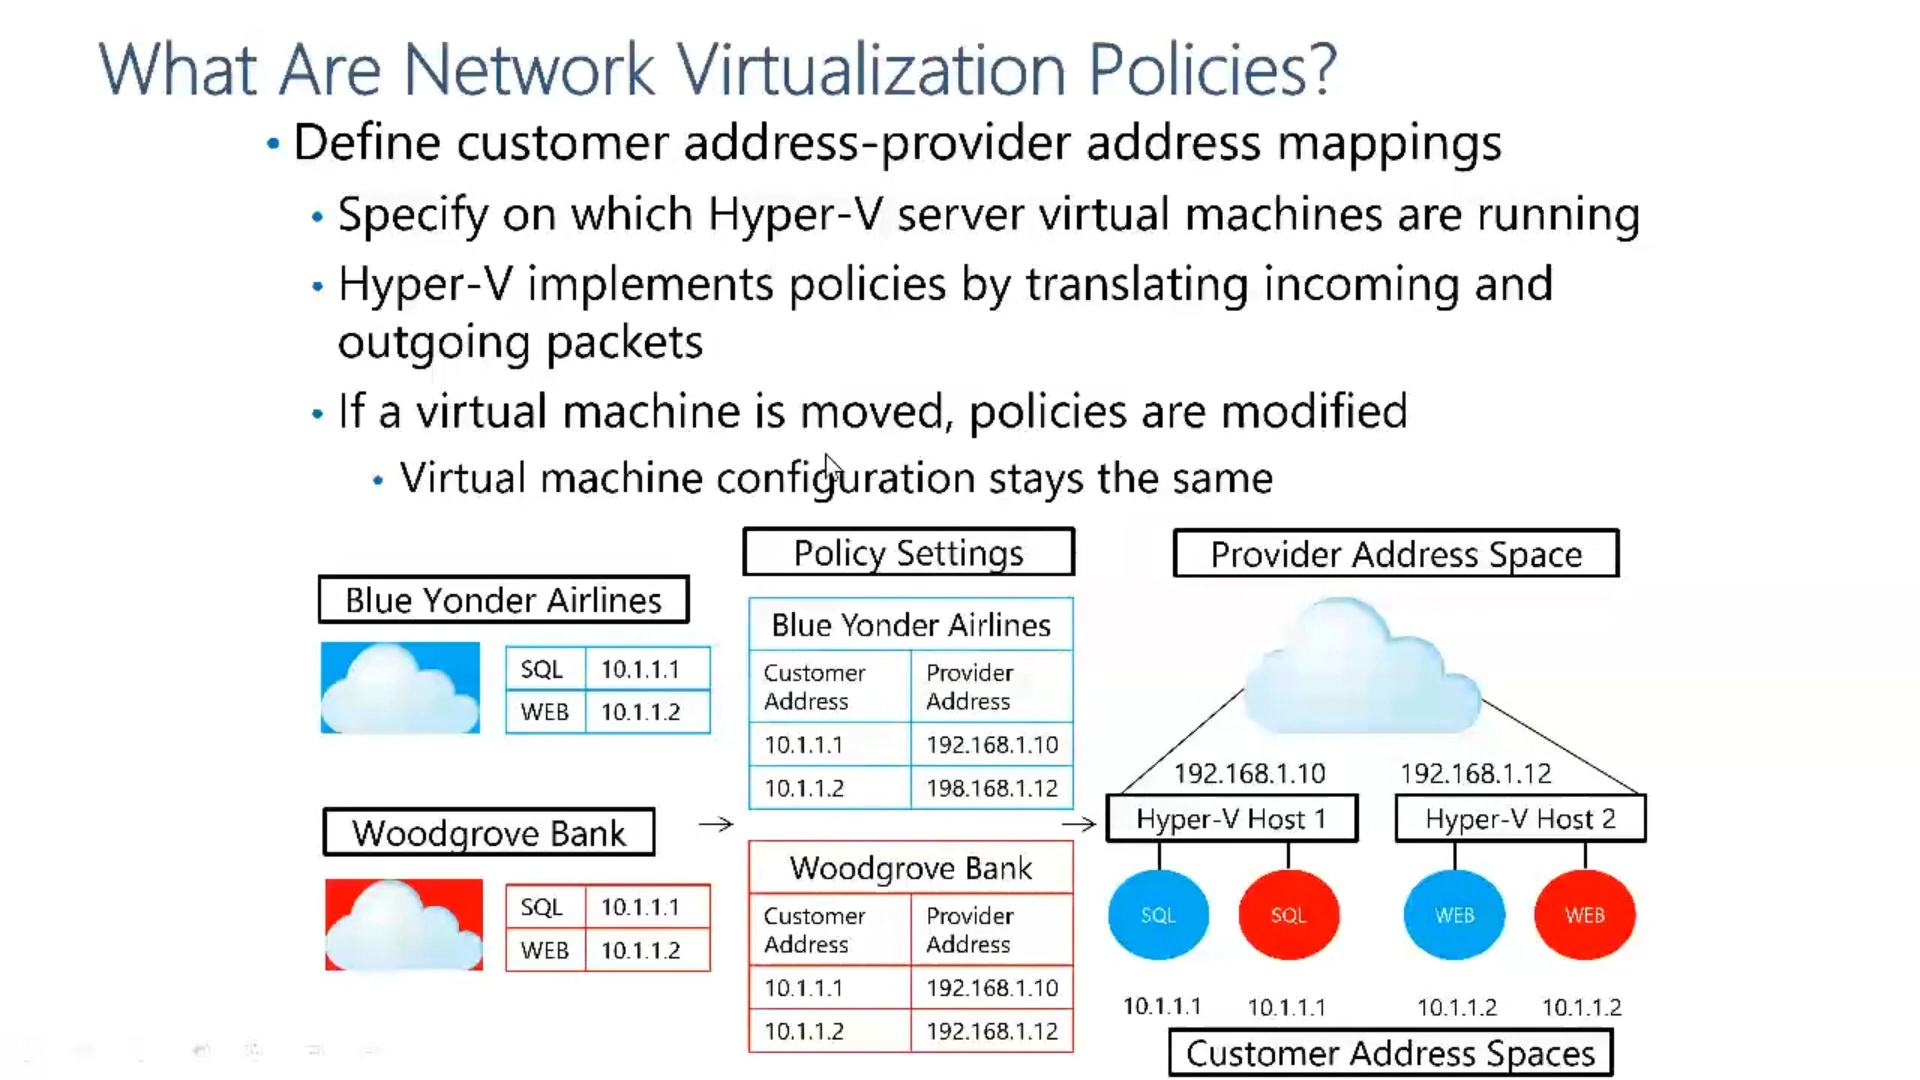 What Are Network Virtualization Policies?
• Define customer address-provider address mappings
• Specify on which Hyper-V server virtual machines are running
• Hyper-V implements policies by translating incoming and
outgoing packets
• If a virtual machine is moved, policies are modified
• Virtual machine configuration stays the same
Blue Yonder Airlines
SQL 10.1.1.1
WEB 10.1.1.2
Woodgrove Bank
SQL 10.1.1.1
WEB 10.1.1.2
Policy Settings
Blue Yonder Airlines
Customer Address Provider Address
10.1.1.1 192.168.1.10
10.1.1.2 198.168.1.12
Woodgrove Bank
Customer Address Provider Address
10.1.1.1 192.168.1.10
10.1.1.2 192.168.1.12
Provider Address Space
192.168.1.10 192.168.1.12
Hyper-V Host 1 Hyper-V Host 2
SQL SQL WEB WEB
10.1.1.1 10.1.1.1 10.1.1.2 10.1.1.2
Customer Address Spaces